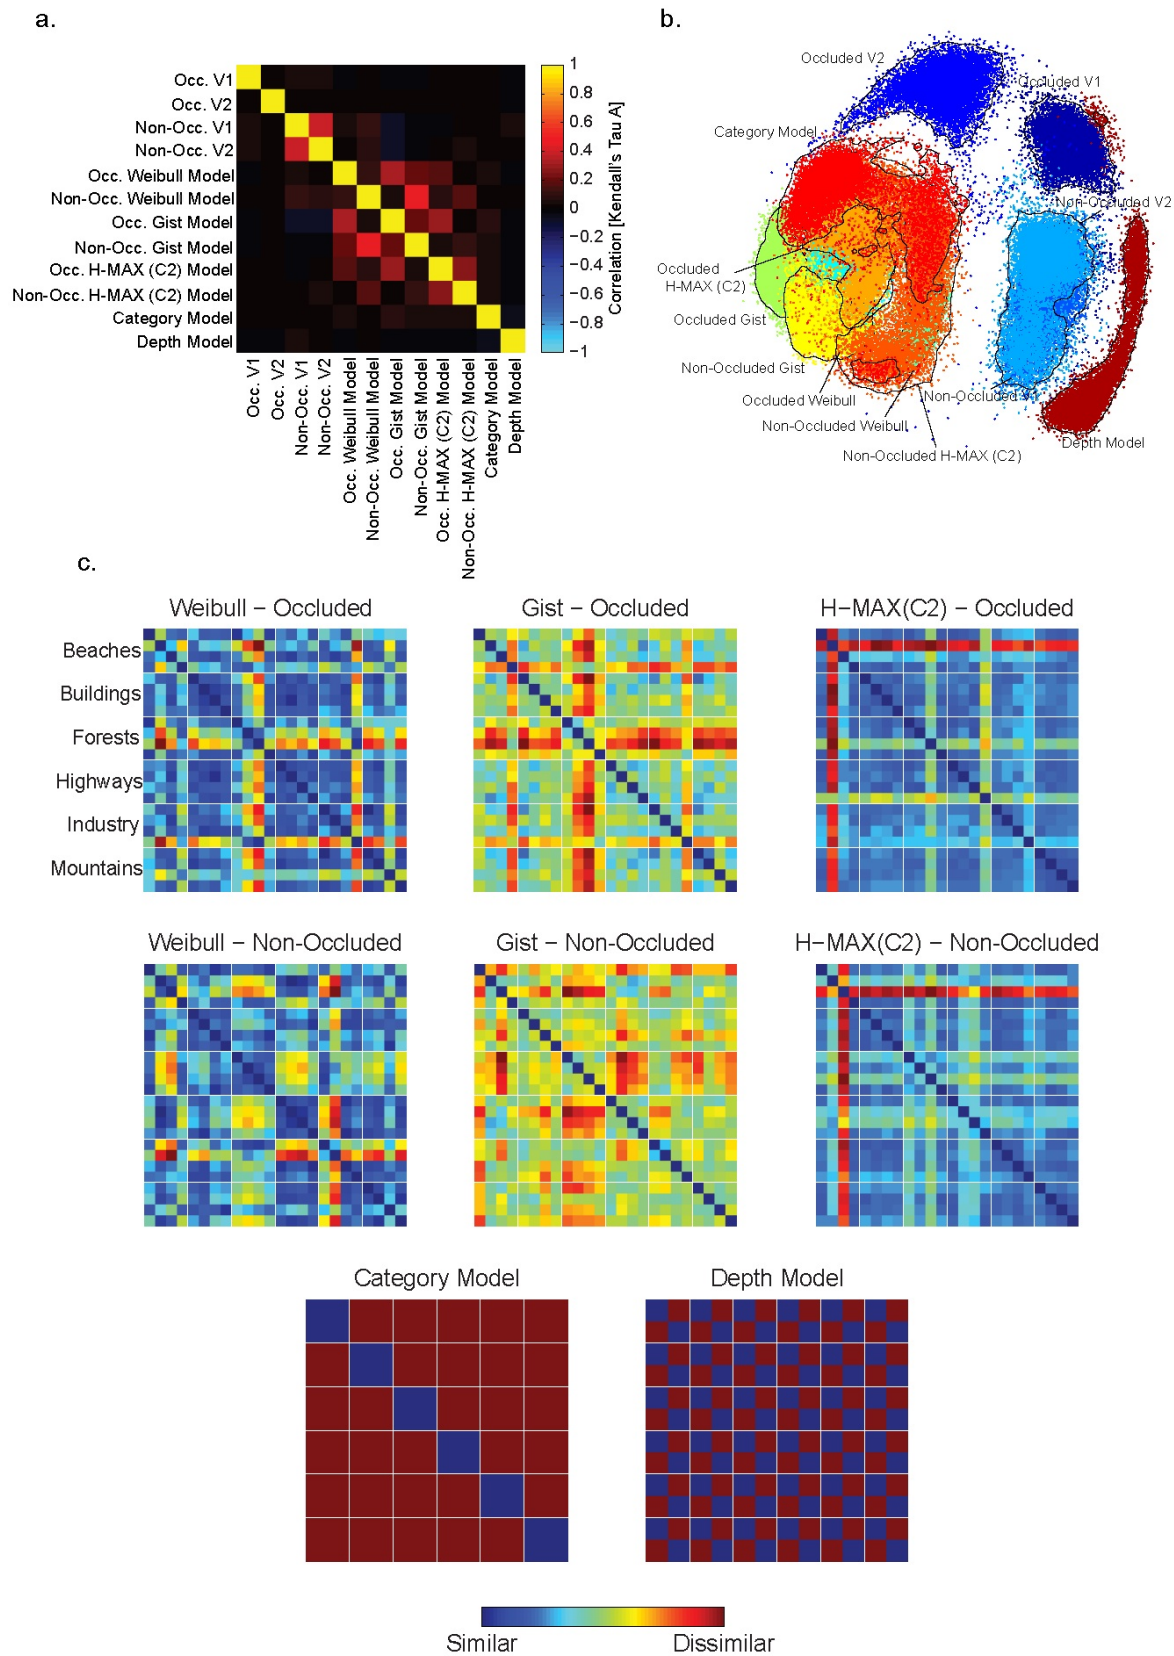 a.
Occ. V1
Occ. V2
Non-Occ. V1
Non-Occ. V2
Occ. Weibull Model
Non-Occ. Weibull Model
Occ. Gist Model
Non-Occ. Gist Model
Occ. H-MAX (C2) Model
Non-Occ. H-MAX (C2) Model
Category Model
Depth Model
Occ. V1
Occ. V2
Non-Occ. V1
Non-Occ. V2
Occ. Weibull Model
Non-Occ. Weibull Model
Occ. Gist Model
Non-Occ. Gist Model
Occ. H-MAX (C2) Model
Non-Occ. H-MAX (C2) Model
Category Model
Depth Model
1
0.8
0.6
0.4
0.2
0
−0.2
−0.4
−0.6
−0.8
−1
Correlation [Kendall's Tau A]
b.
Occluded V2
Occluded V1
Category Model
Non-Occluded V2
Occluded
H-MAX (C2)
Occluded Gist
Non-Occluded Gist
Occluded Weibull
Non-Occluded Weibull
Non-Occluded H-MAX (C2)
Non-Occluded V1
Depth Model
c.
Weibull − Occluded
Gist − Occluded
H−MAX(C2) − Occluded
Beaches
Buildings
Forests
Highways
Industry
Mountains
Weibull − Non-Occluded
Gist − Non-Occluded
H−MAX(C2) − Non-Occluded
Category Model
Depth Model
Similar
Dissimilar